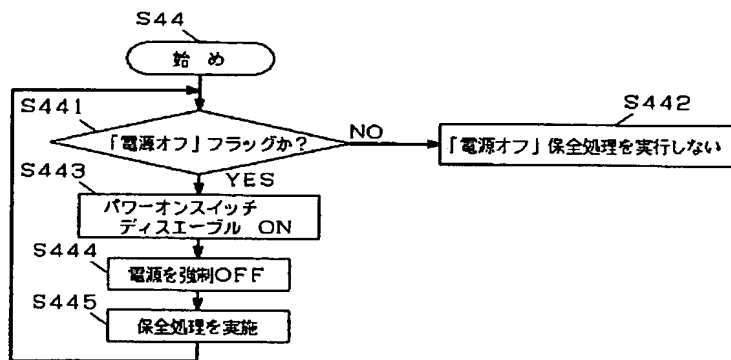 S44
始め
S441
「電源オフ」フラッグか?
NO
S442
「電源オフ」保全処理を実行しない
YES
S443
パワーオンスイッチ
ディスエーブル ON
S444
電源を強制OFF
S445
保全処理を実施